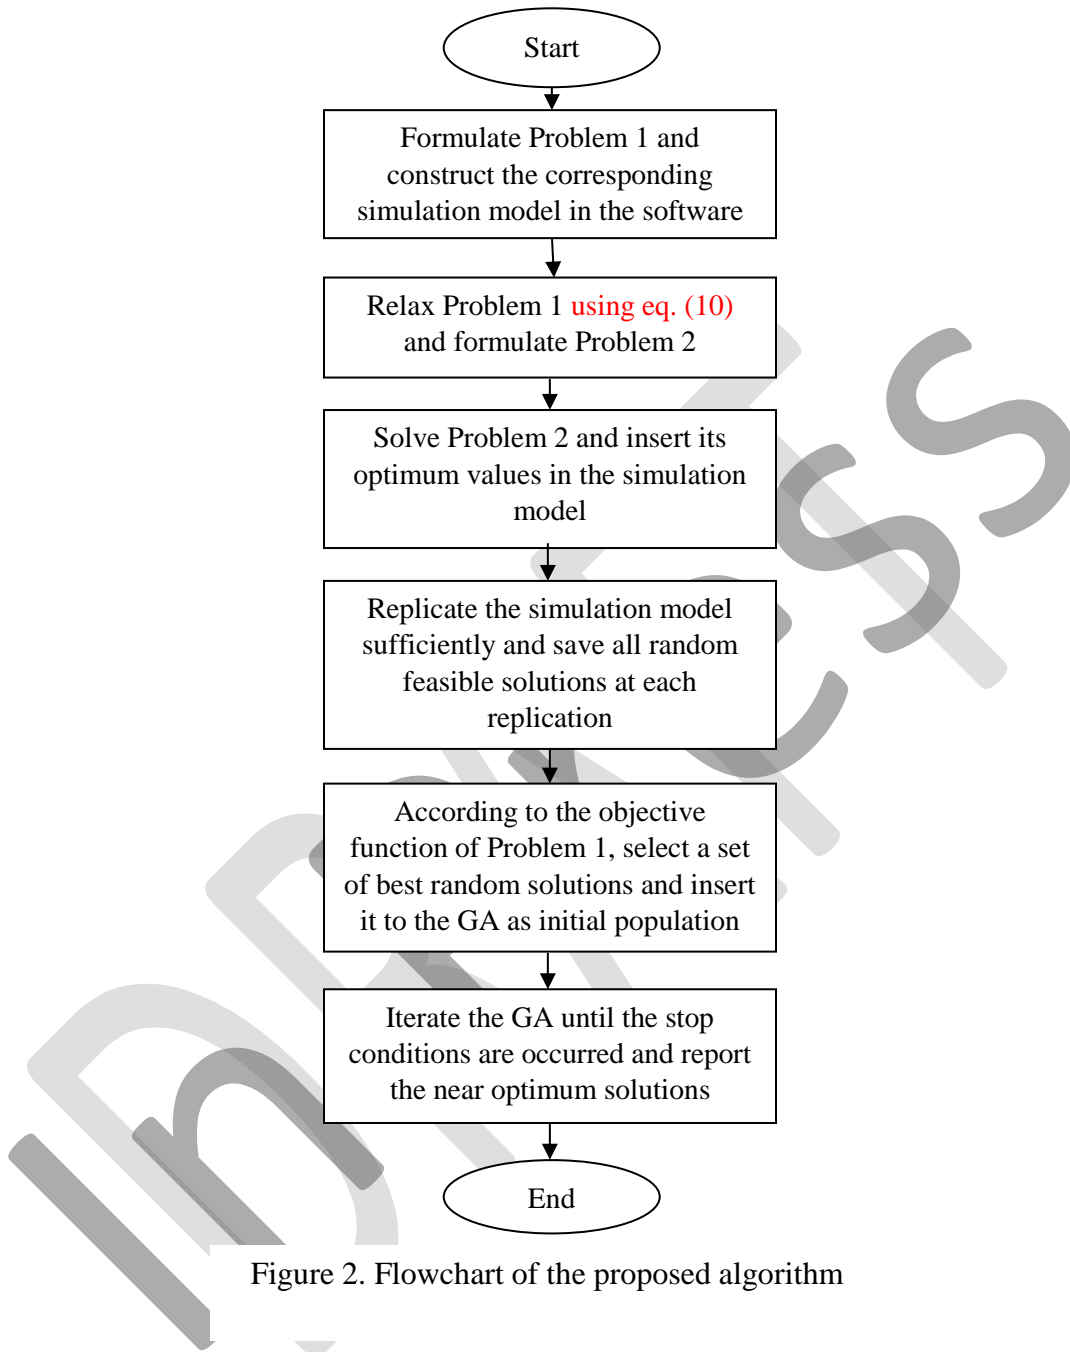 Start
Formulate Problem 1 and
construct the corresponding
simulation model in the software
Relax Problem 1 using eq. (10)
and formulate Problem 2
Solve Problem 2 and insert its
optimum values in the simulation
model
Replicate the simulation model
sufficiently and save all random
feasible solutions at each
replication
According to the objective
function of Problem 1, select a set
of best random solutions and insert
it to the GA as initial population
Iterate the GA until the stop
conditions are occurred and report
the near optimum solutions
End
Figure 2. Flowchart of the proposed algorithm